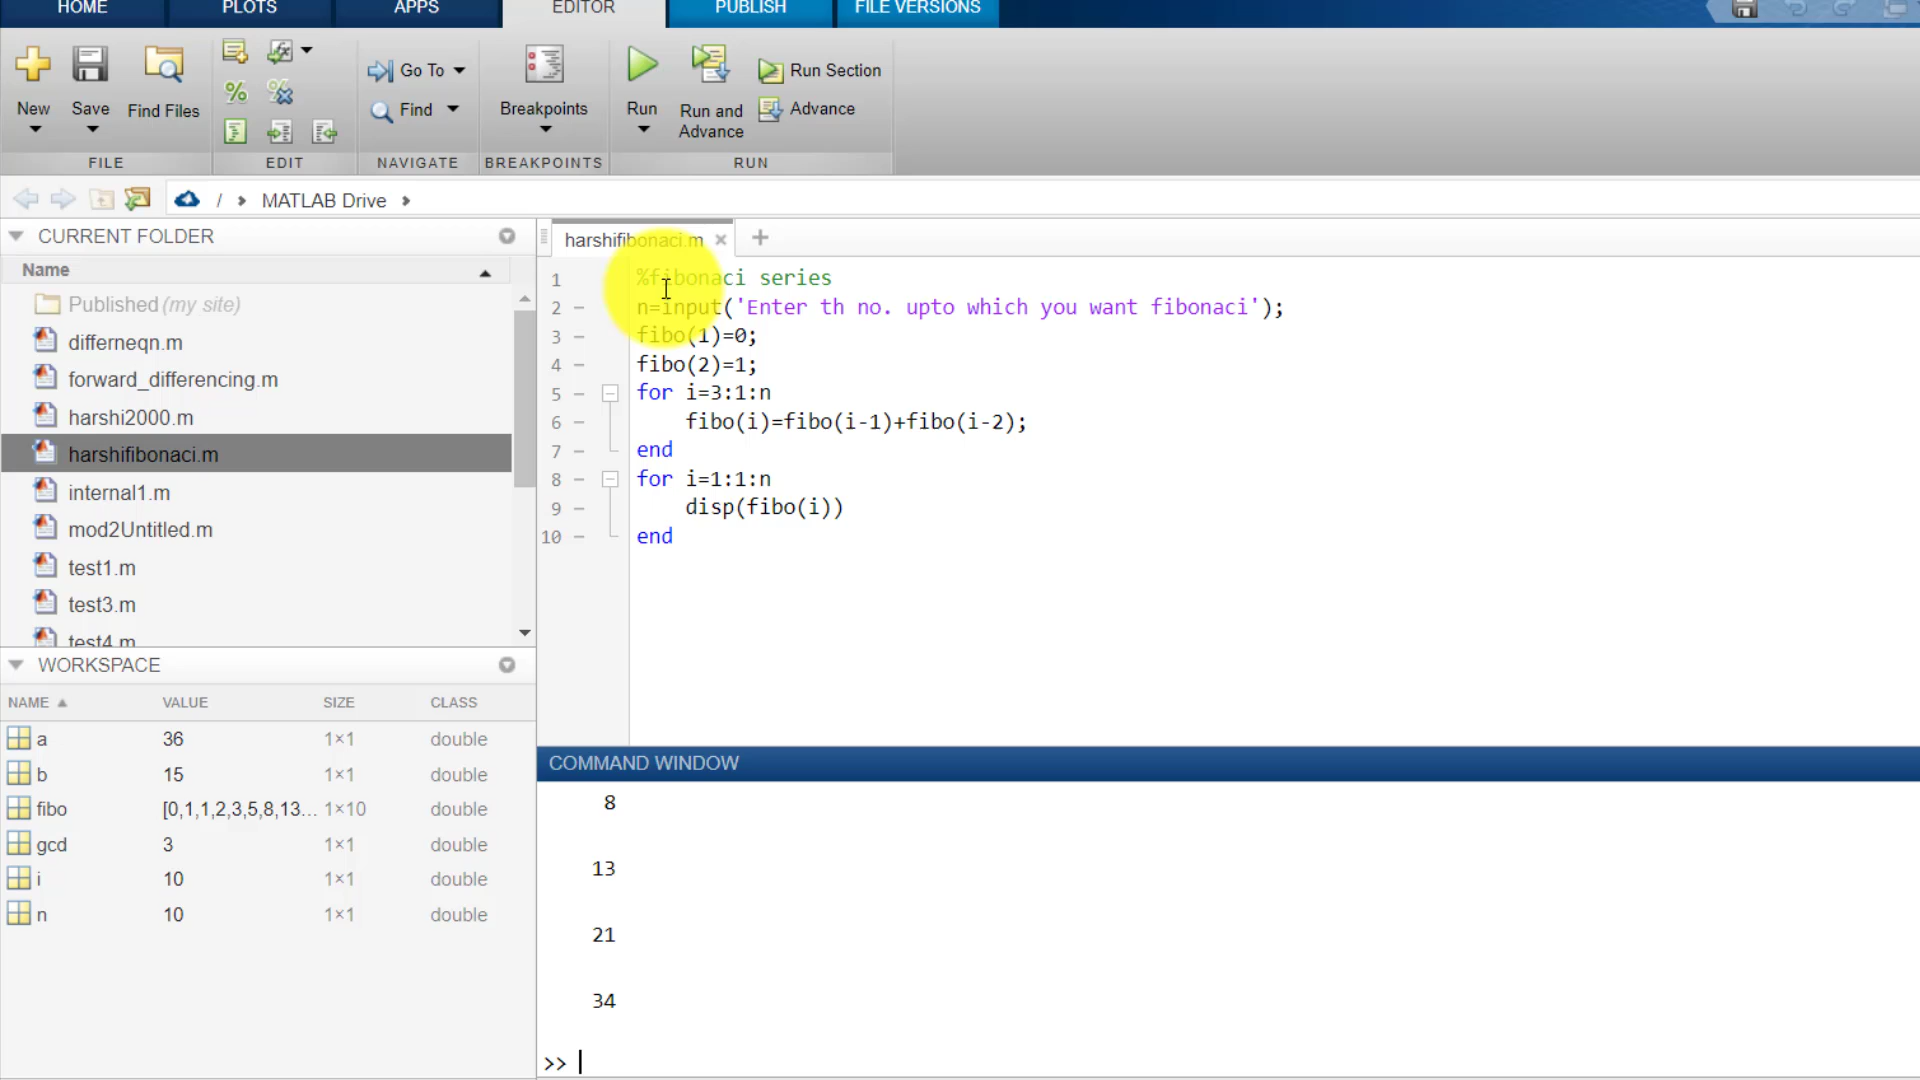 HOME PLOTS APPS EDITOR PUBLISH FILE VERSIONS
New Save Find Files
Go To
Find
Breakpoints
Run
Run and Advance
Run Section
Advance
FILE EDIT NAVIGATE BREAKPOINTS RUN
/ MATLAB Drive
CURRENT FOLDER
Name
Published (my site)
differneqn.m
forward_differencing.m
harshi2000.m
harshifibonaci.m
internal1.m
mod2Untitled.m
test1.m
test3.m
test4.m
WORKSPACE
NAME VALUE SIZE CLASS
a 36 1×1 double
b 15 1×1 double
fibo [0,1,1,2,3,5,8,13... 1×10 double
gcd 3 1×1 double
i 10 1×1 double
n 10 1×1 double
harshifibonaci.m × +
1 %fibonaci series
2 – n=input('Enter th no. upto which you want fibonaci');
3 – fibo(1)=0;
4 – fibo(2)=1;
5 – for i=3:1:n
6 – fibo(i)=fibo(i-1)+fibo(i-2);
7 – end
8 – for i=1:1:n
9 – disp(fibo(i))
10 – end
COMMAND WINDOW
8
13
21
34
>>